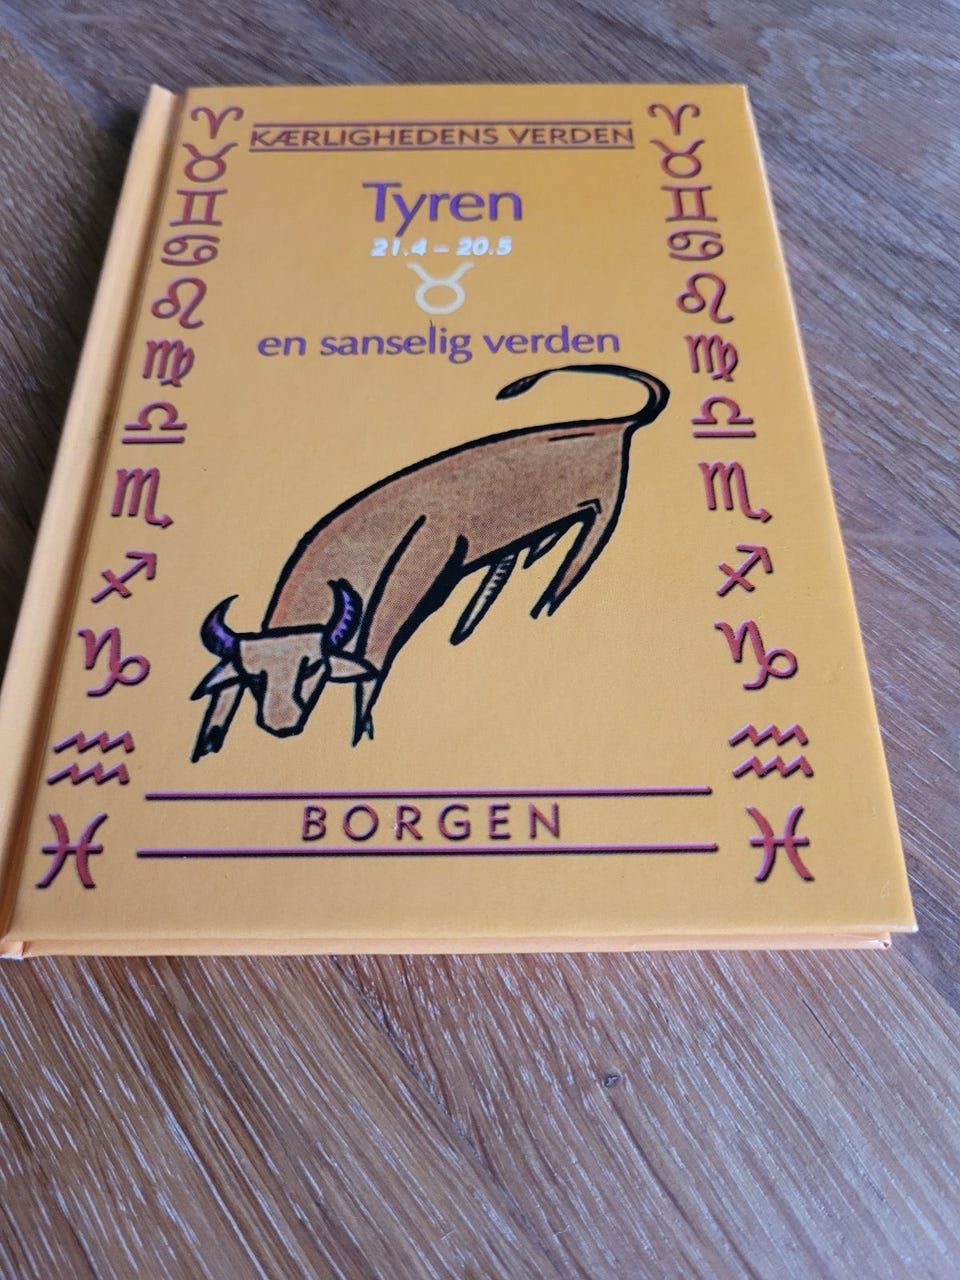 KÆRLIGHEDENS VERDEN
Tyren
21.4 – 20.5
♉
en sanselig verden
♈ ♈
♉ ♉
♊ ♊
♋ ♋
♌ ♌
♍ ♍
♎ ♎
♏ ♏
♐ ♐
♑ ♑
♒ ♒
♓ ♓
BORGEN